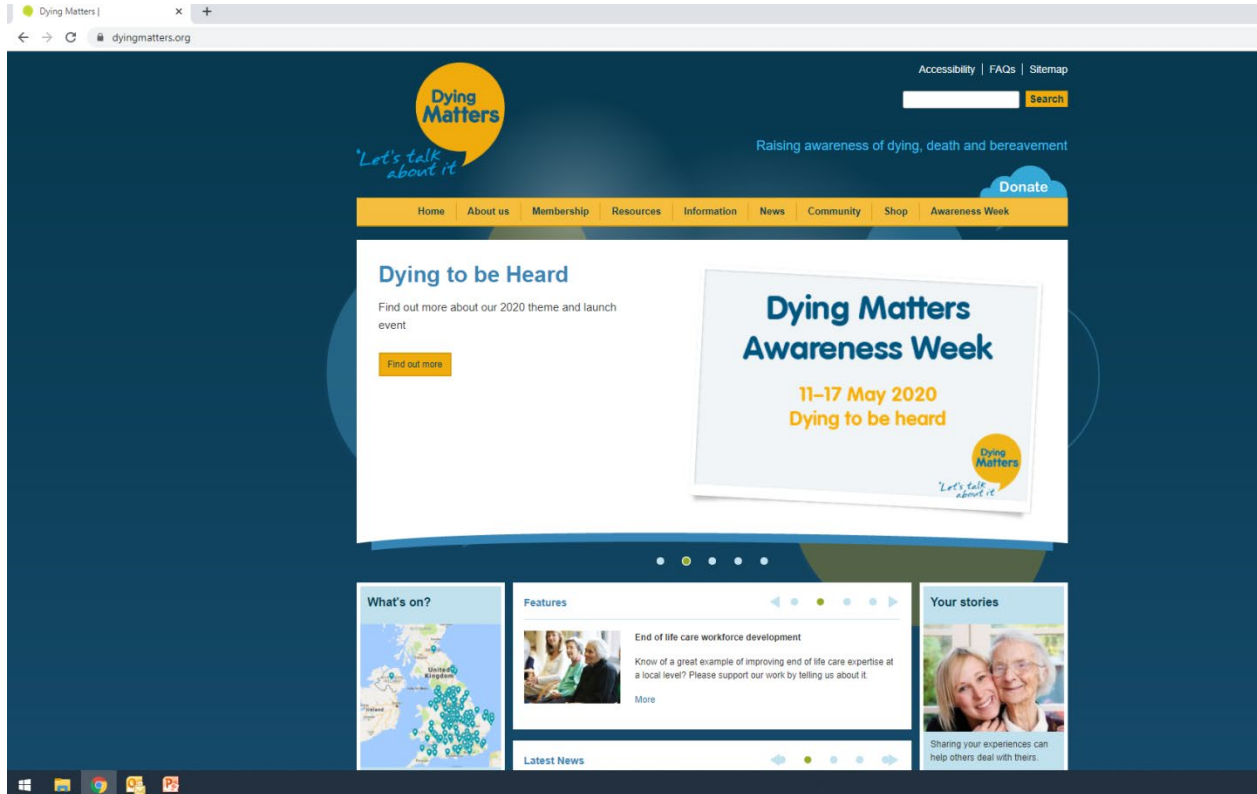 Dying Matters |
dyingmatters.org
Accessibility | FAQs | Sitemap
Search
Dying
Matters
'Let's talk
about it
Raising awareness of dying, death and bereavement
Donate
Home About us Membership Resources Information News Community Shop Awareness Week
Dying to be Heard
Find out more about our 2020 theme and launch
event
Find out more
Dying Matters
Awareness Week
11–17 May 2020
Dying to be heard
Dying
Matters
'Let's talk
about it
What's on?
United
Kingdom
Ireland
Features
End of life care workforce development
Know of a great example of improving end of life care expertise at
a local level? Please support our work by telling us about it.
More
Latest News
Your stories
Sharing your experiences can
help others deal with theirs.